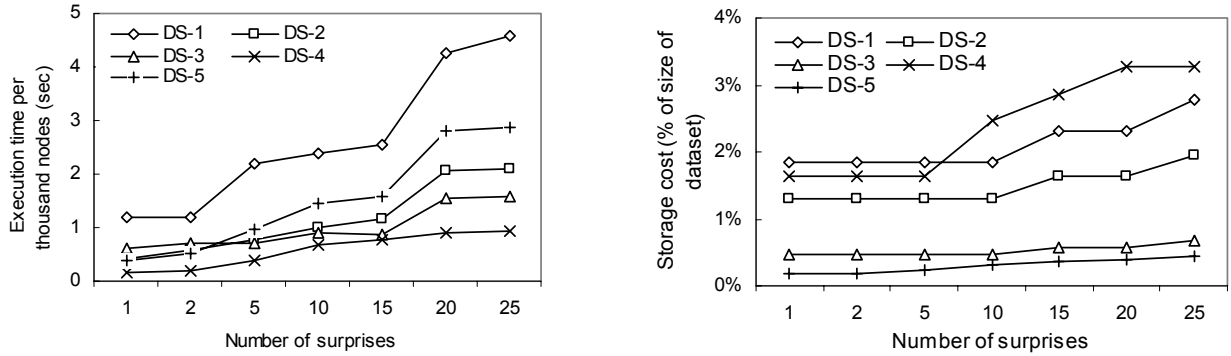 Execution time per
thousand nodes (sec)
5
4
3
2
1
0
DS-1 DS-2
DS-3 DS-4
DS-5
1 2 5 10 15 20 25
Number of surprises
Storage cost (% of size of
dataset)
4%
3%
2%
1%
0%
DS-1 DS-2
DS-3 DS-4
DS-5
1 2 5 10 15 20 25
Number of surprises